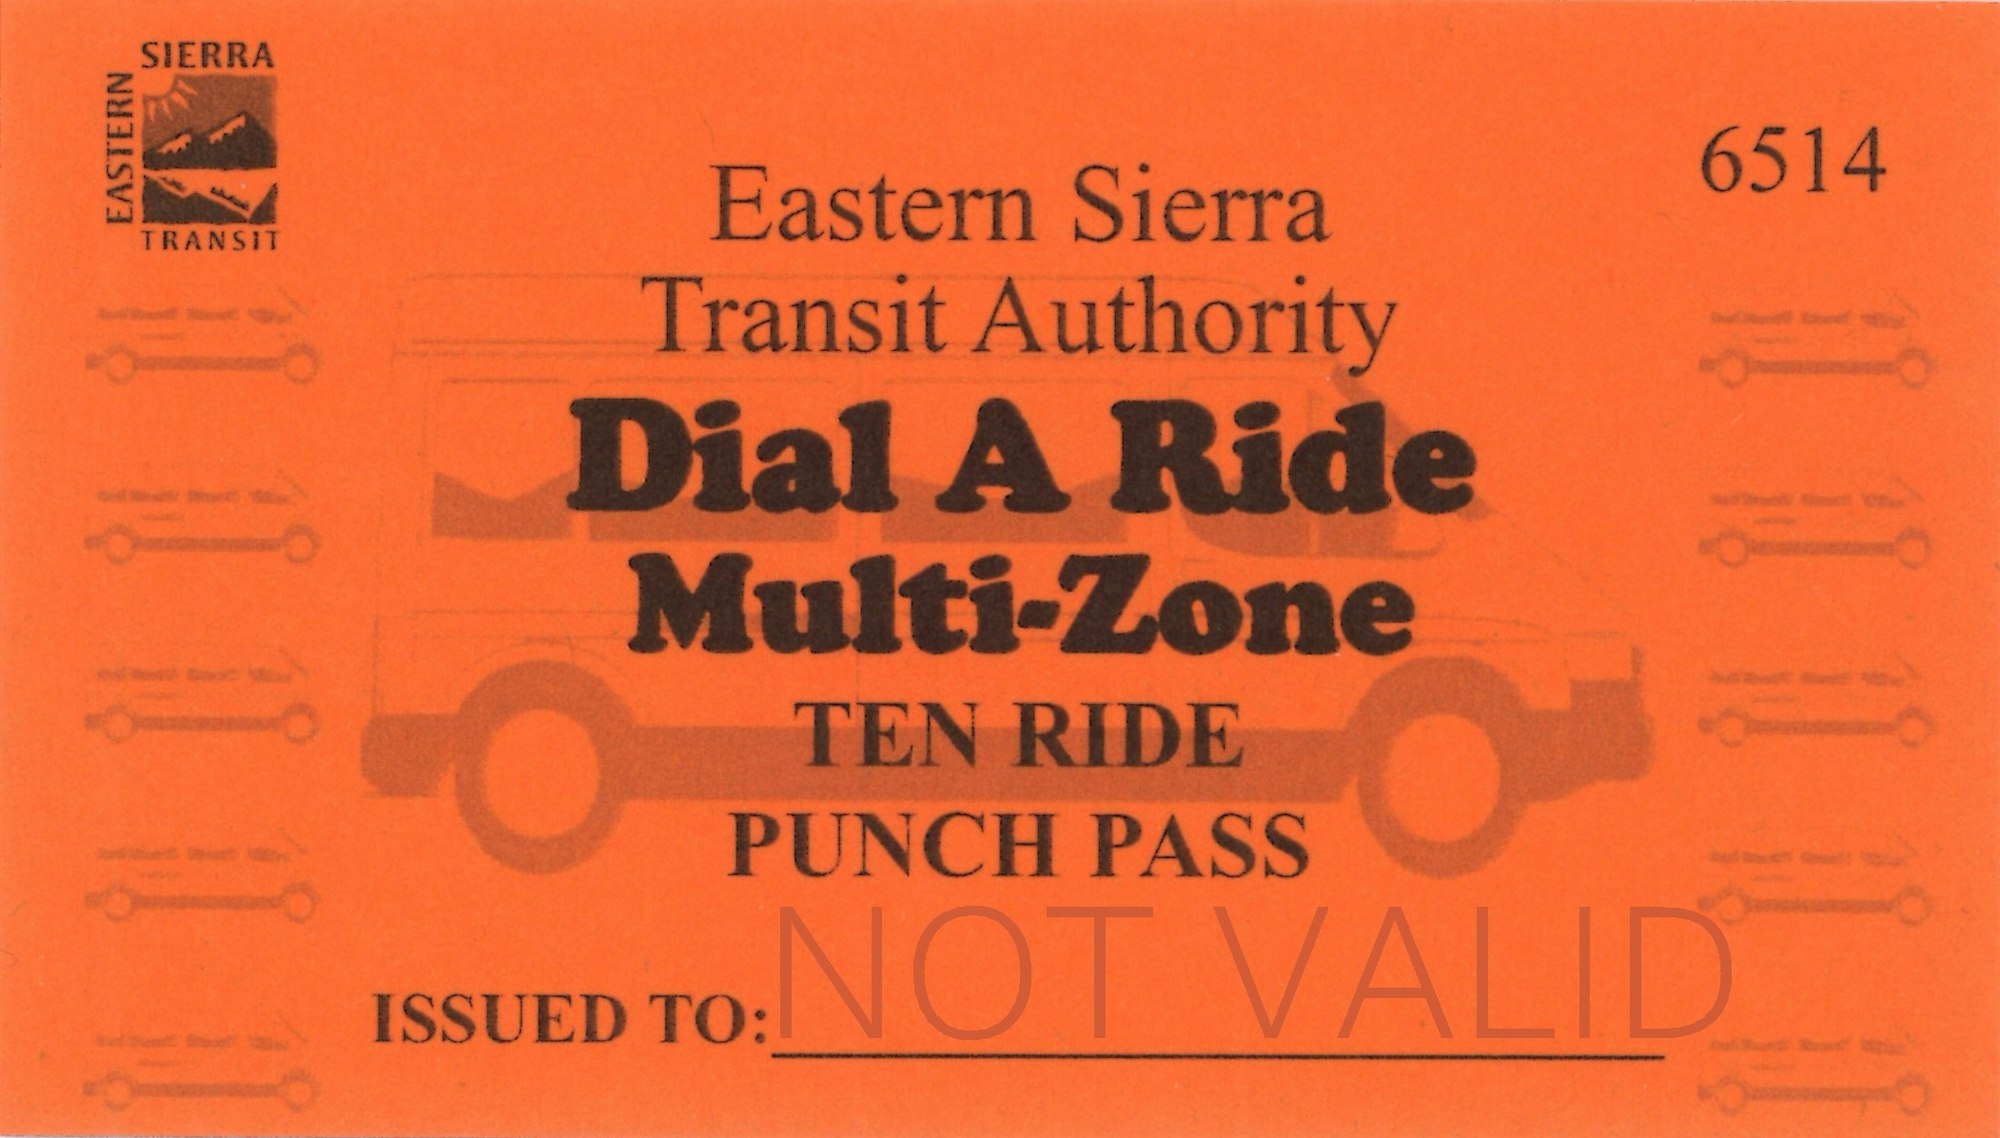 SIERRA
EASTERN
TRANSIT
6514
Eastern Sierra
Transit Authority
Dial A Ride
Multi-Zone
TEN RIDE
PUNCH PASS
NOT VALID
ISSUED TO: